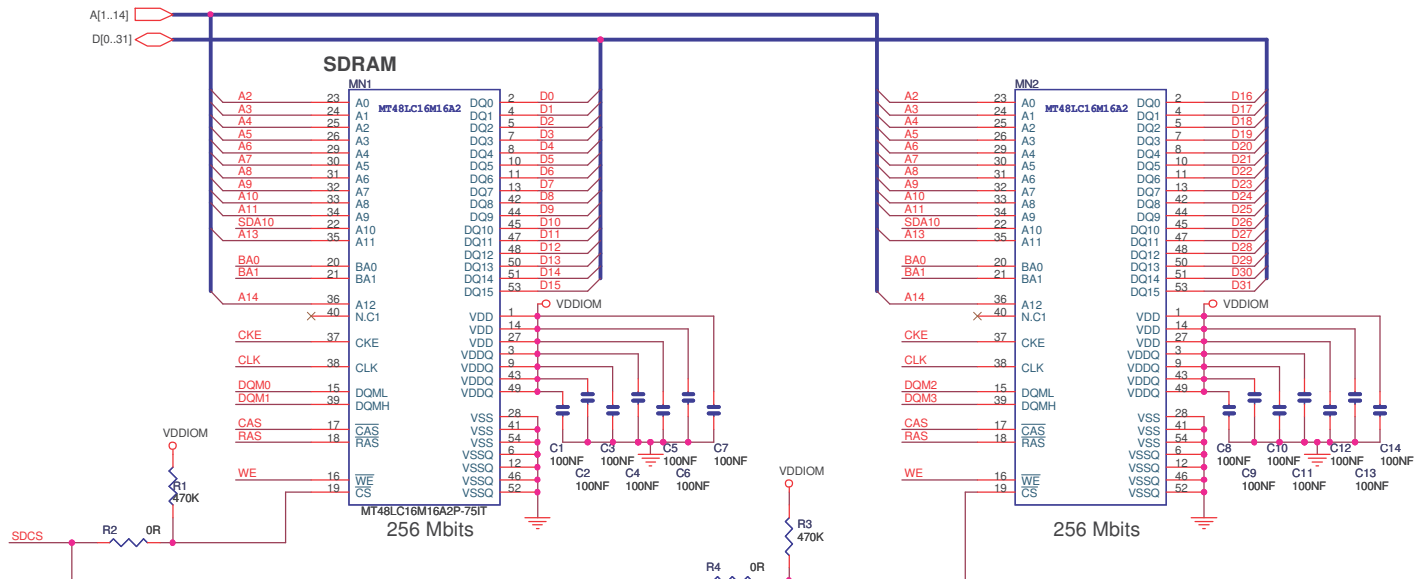 A[1..14]
D[0..31]
SDRAM
MN1
MT48LC16M16A2
A2 23 A0 DQ0 2 D0
A3 24 A1 DQ1 4 D1
A4 25 A2 DQ2 5 D2
A5 26 A3 DQ3 7 D3
A6 29 A4 DQ4 8 D4
A7 30 A5 DQ5 10 D5
A8 31 A6 DQ6 11 D6
A9 32 A7 DQ7 13 D7
A10 33 A8 DQ8 42 D8
A11 34 A9 DQ9 44 D9
SDA10 22 A10 DQ10 45 D10
A13 35 A11 DQ11 47 D11
DQ12 48 D12
BA0 20 BA0 DQ13 50 D13
BA1 21 BA1 DQ14 51 D14
DQ15 53 D15
A14 36 A12 VDDIOM
40 N.C1 VDD 1
VDD 14
CKE 37 CKE VDD 27
VDDQ 3
CLK 38 CLK VDDQ 9
VDDQ 43
DQM0 15 DQML VDDQ 49
DQM1 39 DQMH
VSS 28
CAS 17 CAS VSS 41
RAS 18 RAS VSS 54
VSSQ 6
VSSQ 12
WE 16 WE VSSQ 46
19 CS VSSQ 52
C1 C3 C5 C7
100NF 100NF 100NF 100NF
C2 C4 C6
100NF 100NF 100NF
MT48LC16M16A2P-75IT
256 Mbits
VDDIOM
R1
470K
R2 0R
SDCS
VDDIOM
R3
470K
R4 0R
MN2
MT48LC16M16A2
A2 23 A0 DQ0 2 D16
A3 24 A1 DQ1 4 D17
A4 25 A2 DQ2 5 D18
A5 26 A3 DQ3 7 D19
A6 29 A4 DQ4 8 D20
A7 30 A5 DQ5 10 D21
A8 31 A6 DQ6 11 D22
A9 32 A7 DQ7 13 D23
A10 33 A8 DQ8 42 D24
A11 34 A9 DQ9 44 D25
SDA10 22 A10 DQ10 45 D26
A13 35 A11 DQ11 47 D27
DQ12 48 D28
BA0 20 BA0 DQ13 50 D29
BA1 21 BA1 DQ14 51 D30
DQ15 53 D31
A14 36 A12 VDDIOM
40 N.C1 VDD 1
VDD 14
CKE 37 CKE VDD 27
VDDQ 3
CLK 38 CLK VDDQ 9
VDDQ 43
DQM2 15 DQML VDDQ 49
DQM3 39 DQMH
VSS 28
CAS 17 CAS VSS 41
RAS 18 RAS VSS 54
VSSQ 6
VSSQ 12
WE 16 WE VSSQ 46
19 CS VSSQ 52
C8 C10 C12 C14
100NF 100NF 100NF 100NF
C9 C11 C13
100NF 100NF 100NF
256 Mbits